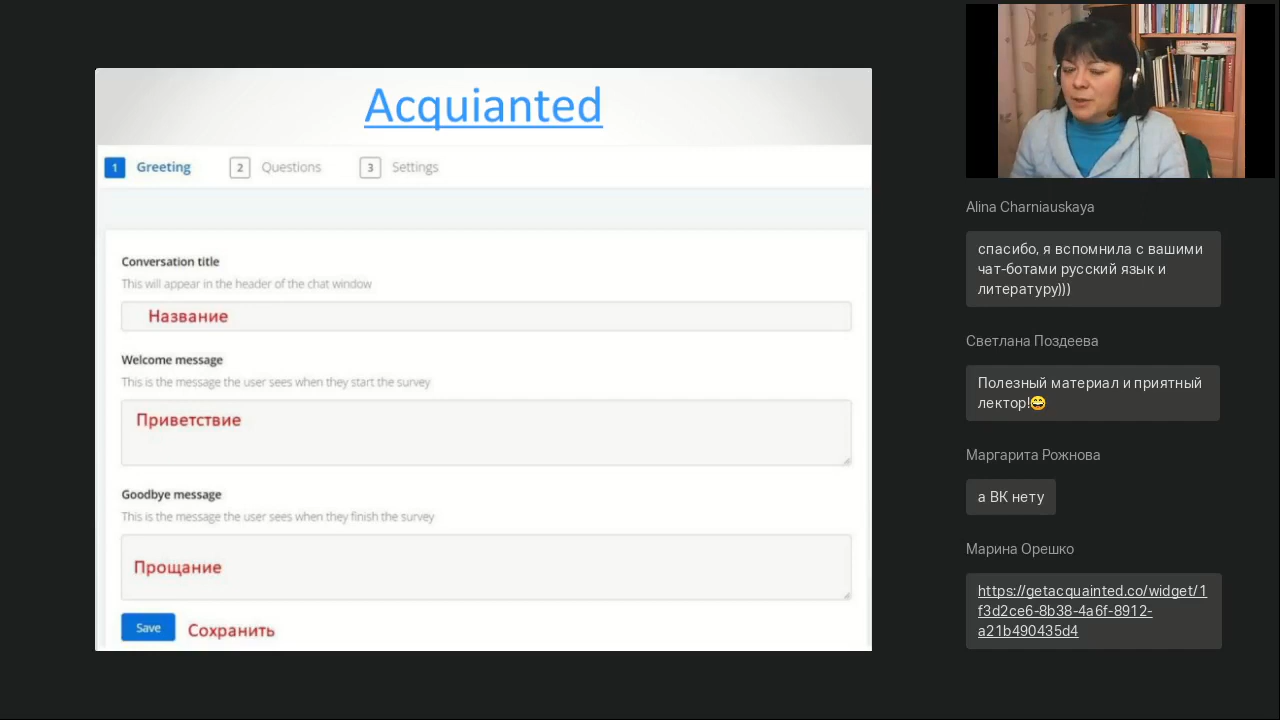 Acquianted
1 Greeting 2 Questions 3 Settings
Conversation title
This will appear in the header of the chat window
Название
Welcome message
This is the message the user sees when they start the survey
Приветствие
Goodbye message
This is the message the user sees when they finish the survey
Прощание
Save Сохранить
Alina Charniauskaya
спасибо, я вспомнила с вашими
чат-ботами русский язык и
литературу)))
Светлана Поздеева
Полезный материал и приятный
лектор!😄
Маргарита Рожнова
а ВК нету
Марина Орешко
https://getacquainted.co/widget/1
f3d2ce6-8b38-4a6f-8912-
a21b490435d4